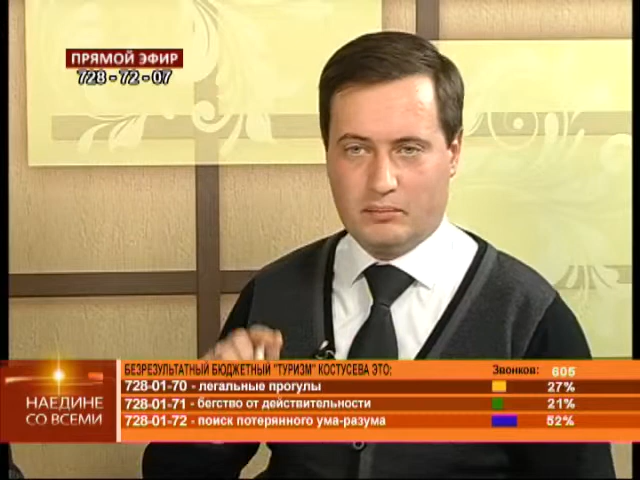 ПРЯМОЙ ЭФИР
728 - 72 - 07
БЕЗРЕЗУЛЬТАТНЫЙ БЮДЖЕТНЫЙ "ТУРИЗМ" КОСТУСЕВА ЭТО: Звонков: 605
728-01-70 - легальные прогулы 27%
728-01-71 - бегство от действительности 21%
728-01-72 - поиск потерянного ума-разума 52%
НАЕДИНЕ
СО ВСЕМИ